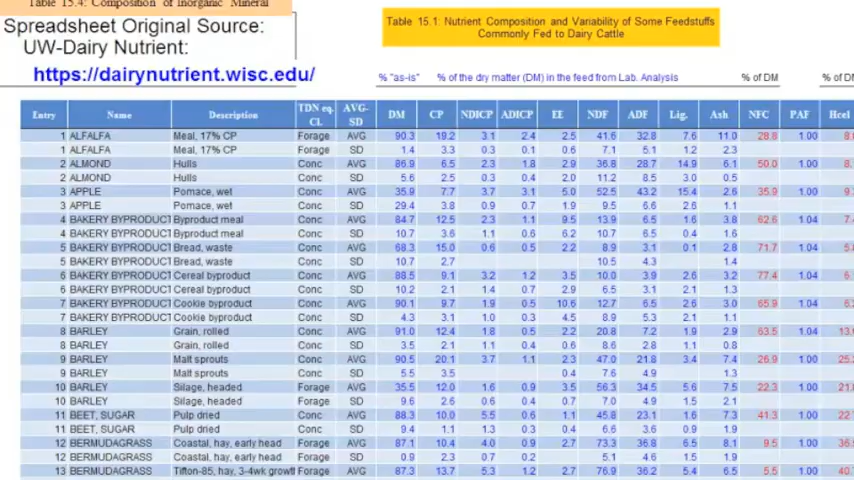 Table 15.4: Composition of Inorganic Mineral
Spreadsheet Original Source:
UW-Dairy Nutrient:
https://dairynutrient.wisc.edu/
Table 15.1: Nutrient Composition and Variability of Some Feedstuffs
Commonly Fed to Dairy Cattle
% "as-is" % of the dry matter (DM) in the feed from Lab. Analysis % of DM % of DM
Entry Name Description TDN eq. CL AVG-SD DM CP NDICP ADICP EE NDF ADF Lig. Ash NFC PAF Hcel
1 ALFALFA Meal, 17% CP Forage AVG 90.3 19.2 3.1 2.4 2.5 41.6 32.8 7.6 11.0 28.8 1.00
1 ALFALFA Meal, 17% CP Forage SD 1.4 3.3 0.3 0.1 0.6 7.1 5.1 1.2 2.3
2 ALMOND Hulls Conc AVG 86.9 6.5 2.3 1.8 2.9 36.8 28.7 14.9 6.1 50.0 1.00
2 ALMOND Hulls Conc SD 5.6 2.5 0.3 0.4 2.0 11.2 8.5 3.0 0.5
3 APPLE Pomace, wet Conc AVG 35.9 7.7 3.7 3.1 5.0 52.5 43.2 15.4 2.6 35.9 1.00
3 APPLE Pomace, wet Conc SD 29.4 3.8 0.9 0.7 1.9 9.5 6.6 2.6 1.1
4 BAKERY BYPRODUCT Byproduct meal Conc AVG 84.7 12.5 2.3 1.1 9.5 13.9 6.5 1.6 3.8 62.6 1.04
4 BAKERY BYPRODUCT Byproduct meal Conc SD 10.7 3.6 1.1 0.6 6.2 10.7 6.5 0.4 1.6
5 BAKERY BYPRODUCT Bread, waste Conc AVG 68.3 15.0 0.6 0.5 2.2 8.9 3.1 0.1 2.8 71.7 1.04
5 BAKERY BYPRODUCT Bread, waste Conc SD 10.7 2.7 10.5 4.3 1.4
6 BAKERY BYPRODUCT Cereal byproduct Conc AVG 88.5 9.1 3.2 1.2 3.5 10.0 3.9 2.6 3.2 77.4 1.04
6 BAKERY BYPRODUCT Cereal byproduct Conc SD 10.2 2.1 1.4 0.7 2.9 6.5 3.1 2.1 1.3
7 BAKERY BYPRODUCT Cookie byproduct Conc AVG 90.1 9.7 1.9 0.5 10.6 12.7 6.5 2.6 3.0 65.9 1.04
7 BAKERY BYPRODUCT Cookie byproduct Conc SD 4.3 3.1 1.0 0.3 4.5 8.9 5.3 2.1 1.1
8 BARLEY Grain, rolled Conc AVG 91.0 12.4 1.8 0.5 2.2 20.8 7.2 1.9 2.9 63.5 1.04
8 BARLEY Grain, rolled Conc SD 3.5 2.1 1.1 0.4 0.6 8.6 2.8 1.1 0.8
9 BARLEY Malt sprouts Conc AVG 90.5 20.1 3.7 1.1 2.3 47.0 21.8 3.4 7.4 26.9 1.00
9 BARLEY Malt sprouts Conc SD 5.5 3.5 0.4 7.6 4.9 1.3
10 BARLEY Silage, headed Forage AVG 35.5 12.0 1.6 0.9 3.5 56.3 34.5 5.6 7.5 22.3 1.00
10 BARLEY Silage, headed Forage SD 9.6 2.6 0.6 0.4 0.7 7.0 4.9 1.5 2.1
11 BEET, SUGAR Pulp dried Conc AVG 88.3 10.0 5.5 0.6 1.1 45.8 23.1 1.6 7.3 41.3 1.00
11 BEET, SUGAR Pulp dried Conc SD 9.4 1.1 1.3 0.3 0.4 6.6 3.6 0.9 1.9
12 BERMUDAGRASS Coastal, hay, early head Forage AVG 87.1 10.4 4.0 0.9 2.7 73.3 36.8 6.5 8.1 9.5 1.00
12 BERMUDAGRASS Coastal, hay, early head Forage SD 0.9 2.3 0.7 0.2 5.1 4.6 1.5 1.9
13 BERMUDAGRASS Tifton-85, hay, 3-4wk growth Forage AVG 87.3 13.7 5.3 1.2 2.7 76.9 36.2 5.4 6.5 5.5 1.00